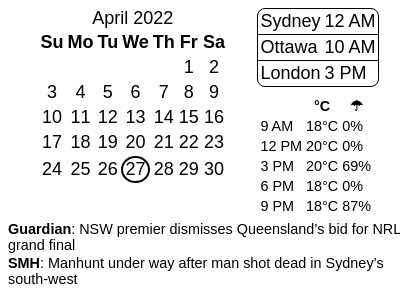 April 2022
Su Mo Tu We Th Fr Sa
1 2
3 4 5 6 7 8 9
10 11 12 13 14 15 16
17 18 19 20 21 22 23
24 25 26 27 28 29 30
Sydney 12 AM
Ottawa 10 AM
London 3 PM
°C ☂
9 AM 18°C 0%
12 PM 20°C 0%
3 PM 20°C 69%
6 PM 18°C 0%
9 PM 18°C 87%
Guardian: NSW premier dismisses Queensland’s bid for NRL
grand final
SMH: Manhunt under way after man shot dead in Sydney’s
south-west